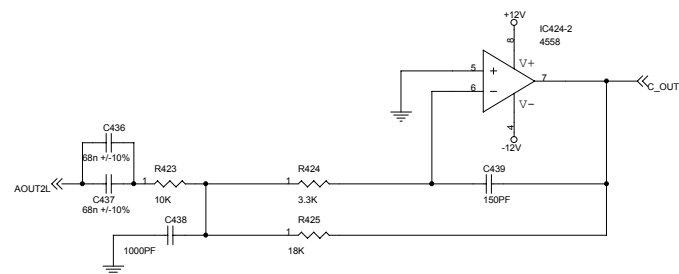 +12V
IC424-2
4558
8
V+
5
+
7
6
−
V−
C_OUT
4
-12V
C436
68n +/-10%
R423
R424
C439
AOUT2L
1
1
C437
10K
3.3K
150PF
68n +/-10%
C438
R425
1
1000PF
18K